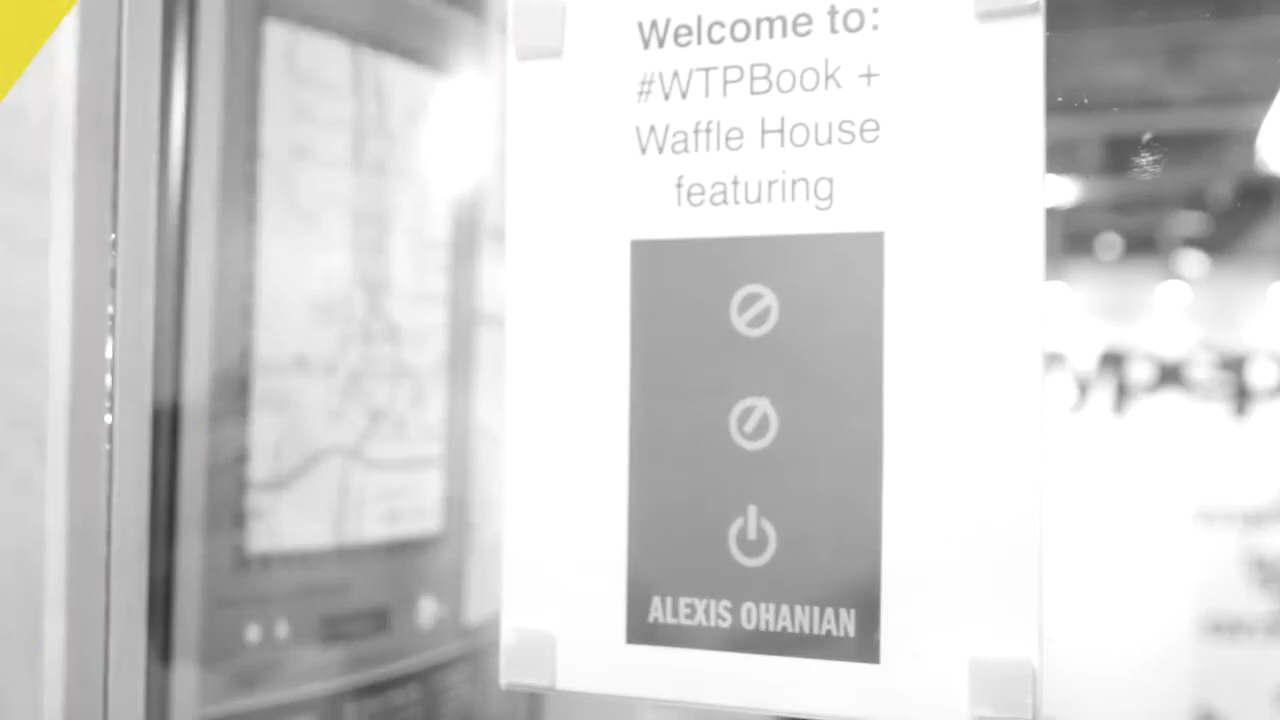 Welcome to:
#WTPBook +
Waffle House
featuring
ALEXIS OHANIAN